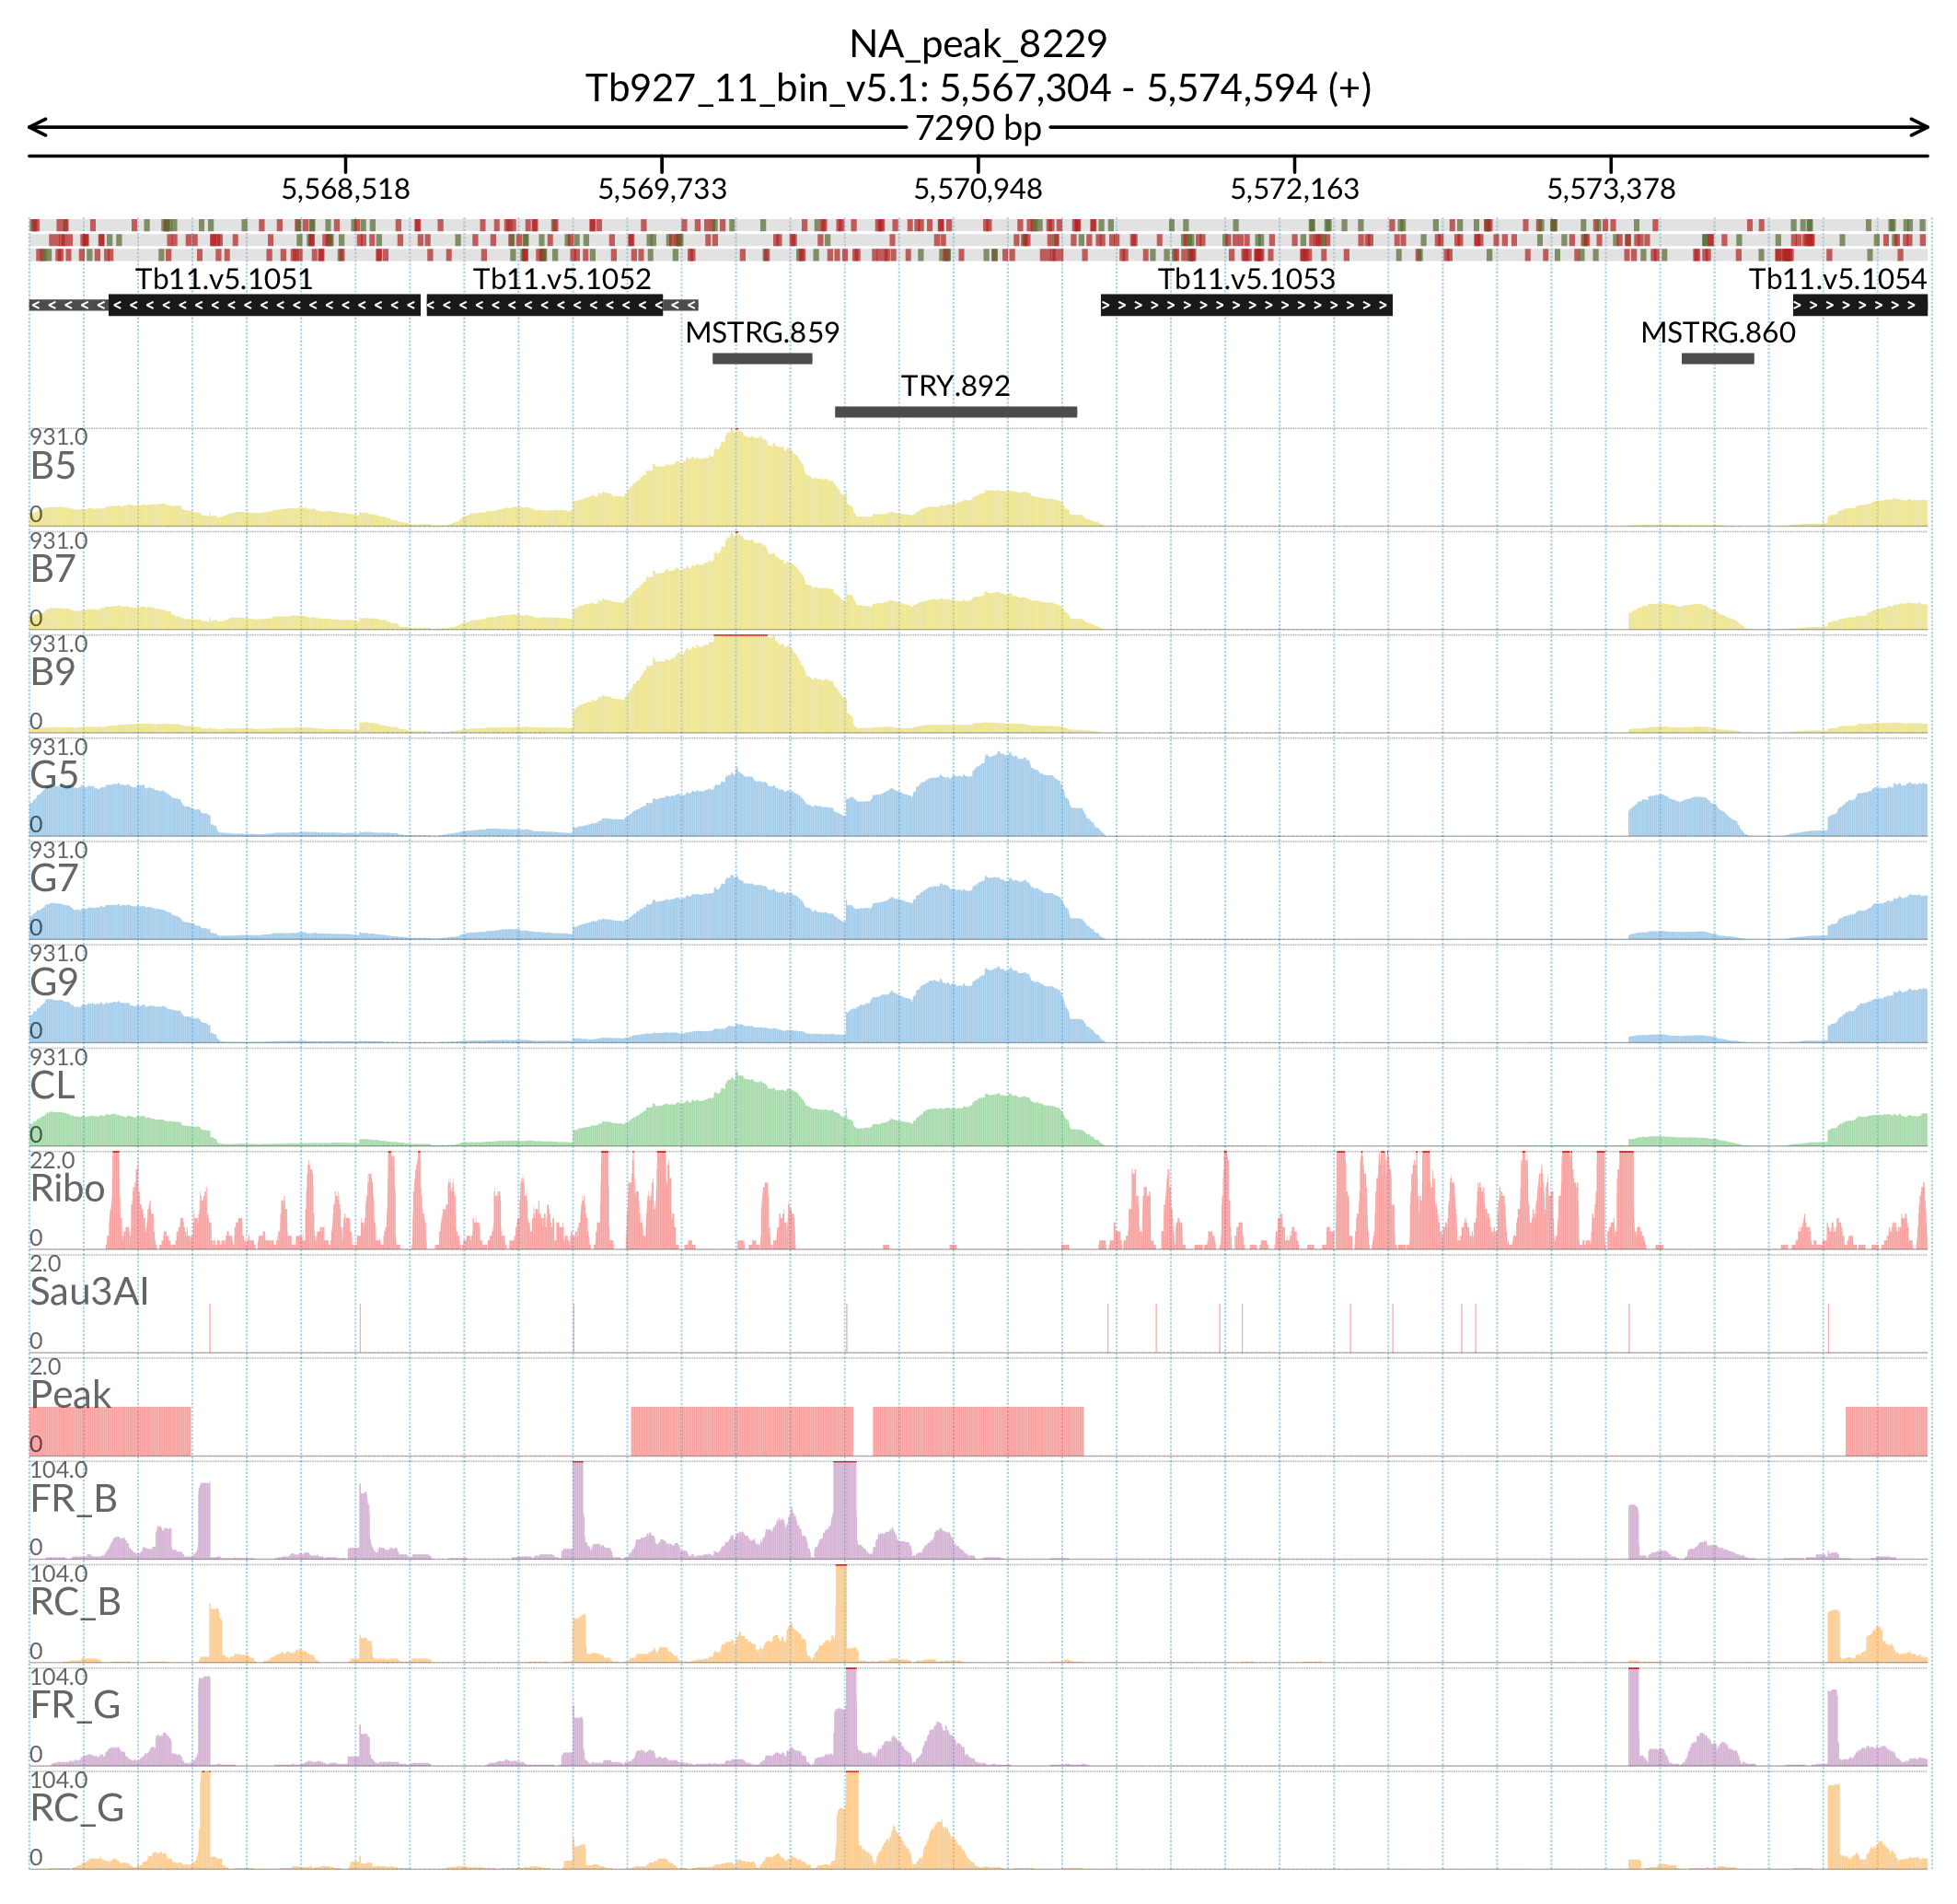 NA_peak_8229
Tb927_11_bin_v5.1: 5,567,304 - 5,574,594 (+)
7290 bp
5,568,518 5,569,733 5,570,948 5,572,163 5,573,378
Tb11.v5.1051 Tb11.v5.1052 Tb11.v5.1053 Tb11.v5.1054
MSTRG.859 MSTRG.860
TRY.892
931.0
B5
0
931.0
B7
0
931.0
B9
0
931.0
G5
0
931.0
G7
0
931.0
G9
0
931.0
CL
0
22.0
Ribo
0
2.0
Sau3AI
0
2.0
Peak
0
104.0
FR_B
0
104.0
RC_B
0
104.0
FR_G
0
104.0
RC_G
0